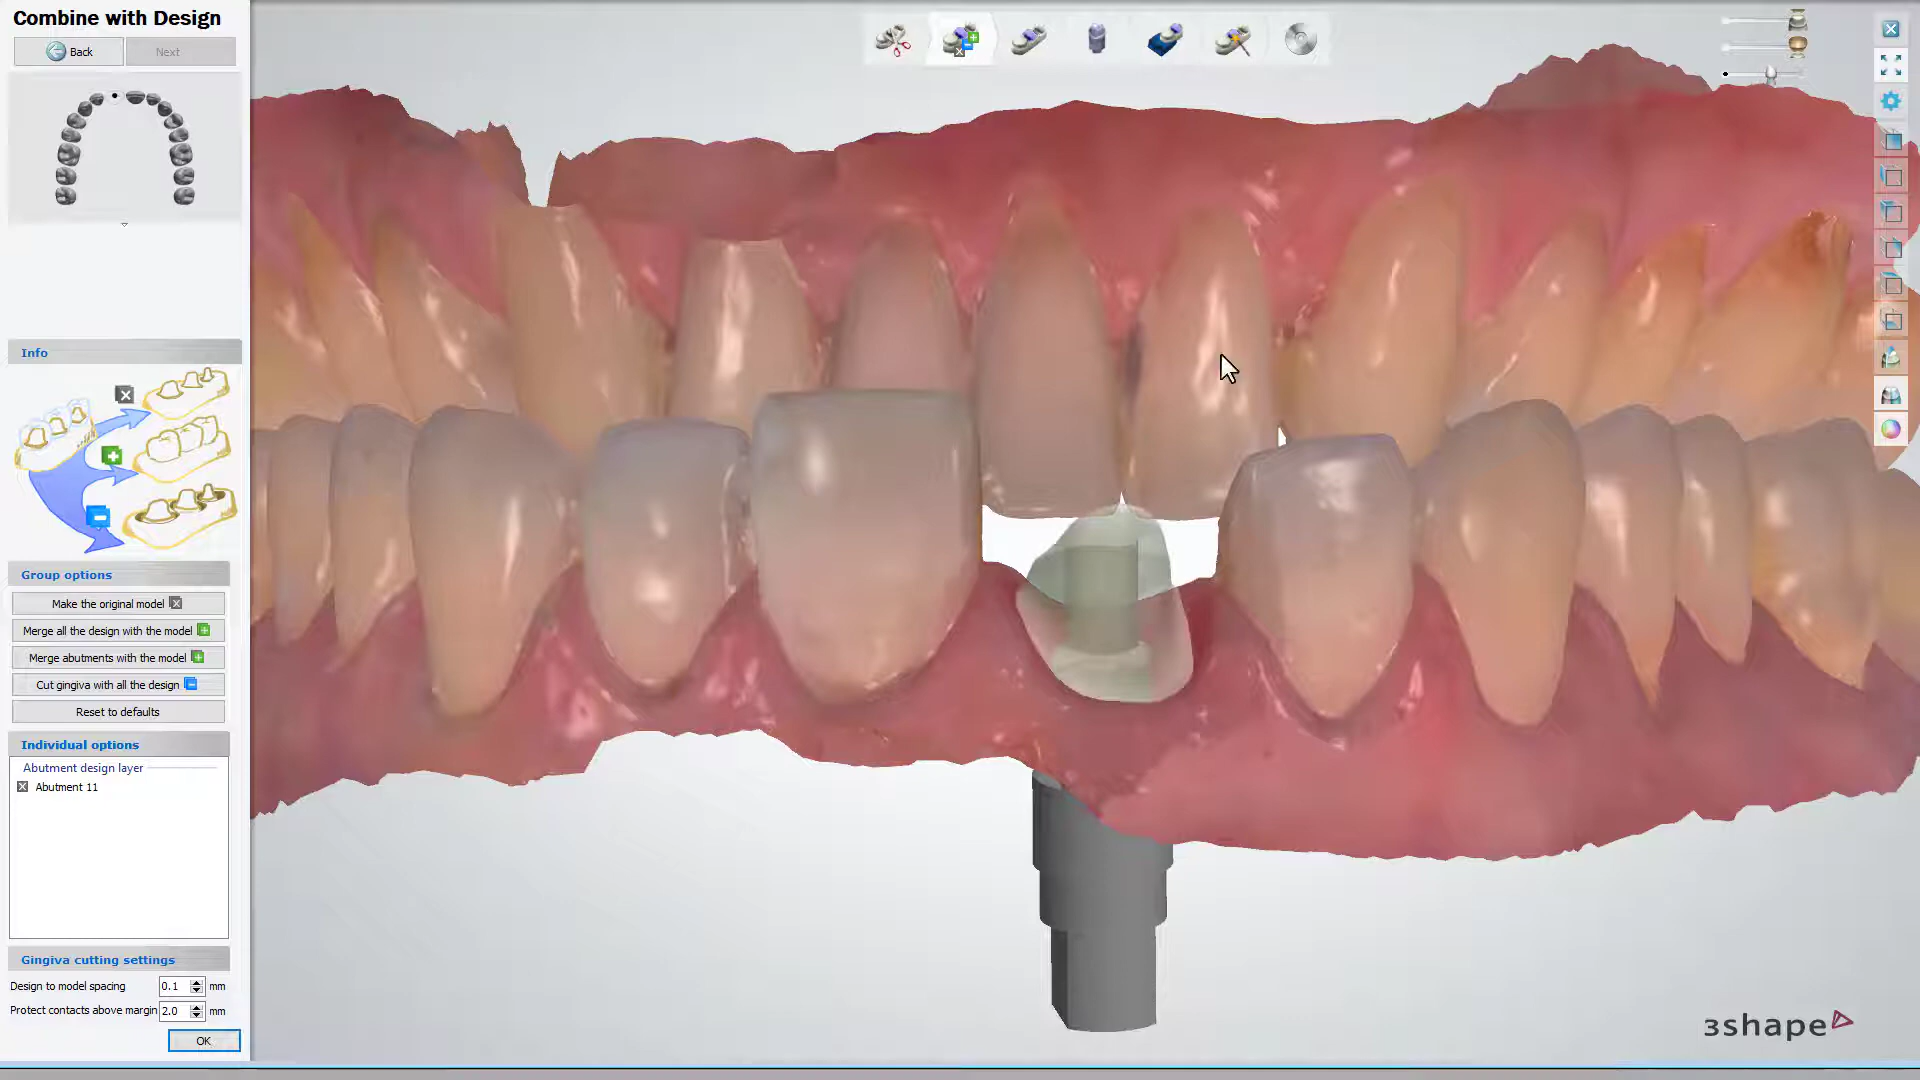 Combine with Design
Back
Next
Info
Group options
Make the original model
Merge all the design with the model
Merge abutments with the model
Cut gingiva with all the design
Reset to defaults
Individual options
Abutment design layer
Abutment 11
Gingiva cutting settings
Design to model spacing 0.1 mm
Protect contacts above margin 2.0 mm
OK
3shape